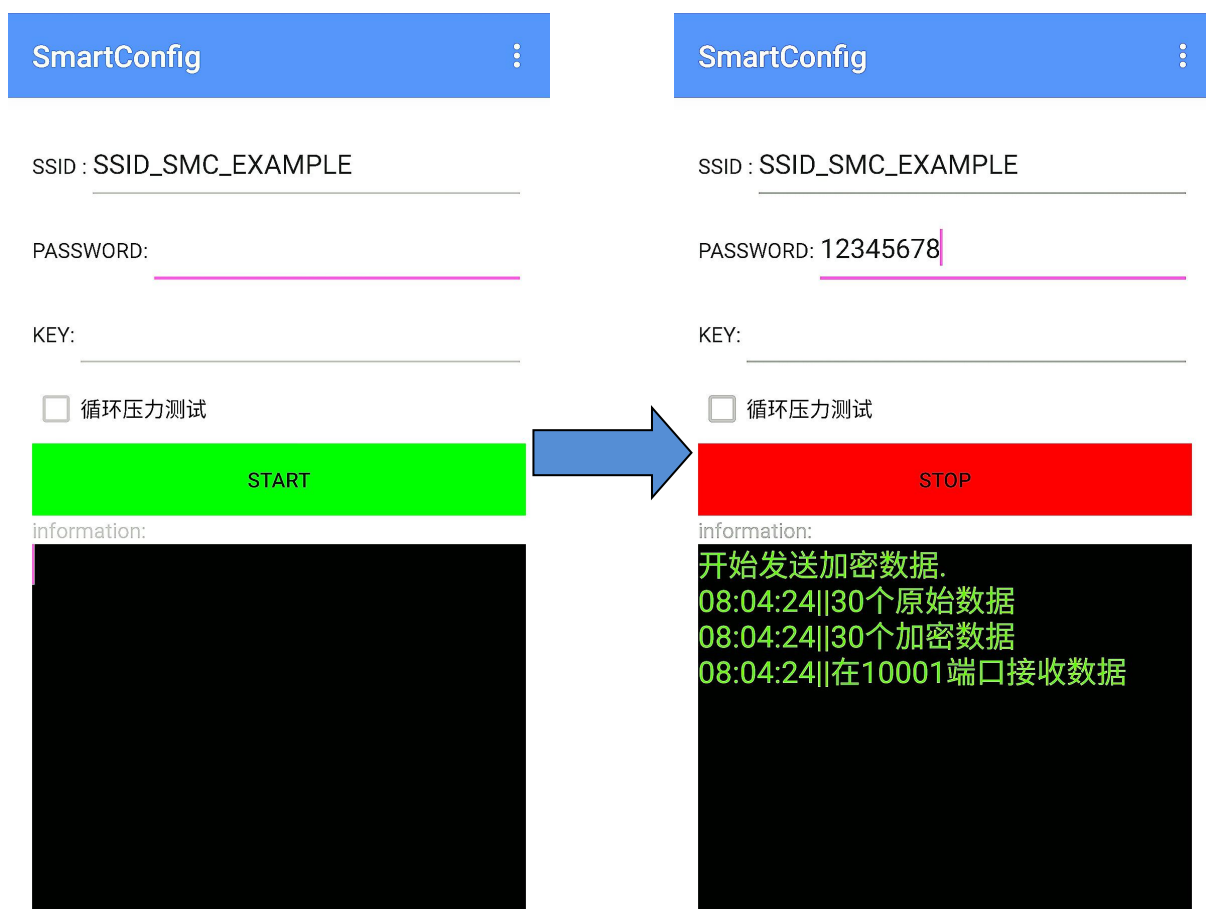 SmartConfig
SSID : SSID_SMC_EXAMPLE
PASSWORD:
KEY:
循环压力测试
START
information:
SmartConfig
SSID : SSID_SMC_EXAMPLE
PASSWORD: 12345678
KEY:
循环压力测试
STOP
information:
开始发送加密数据.
08:04:24||30个原始数据
08:04:24||30个加密数据
08:04:24||在10001端口接收数据